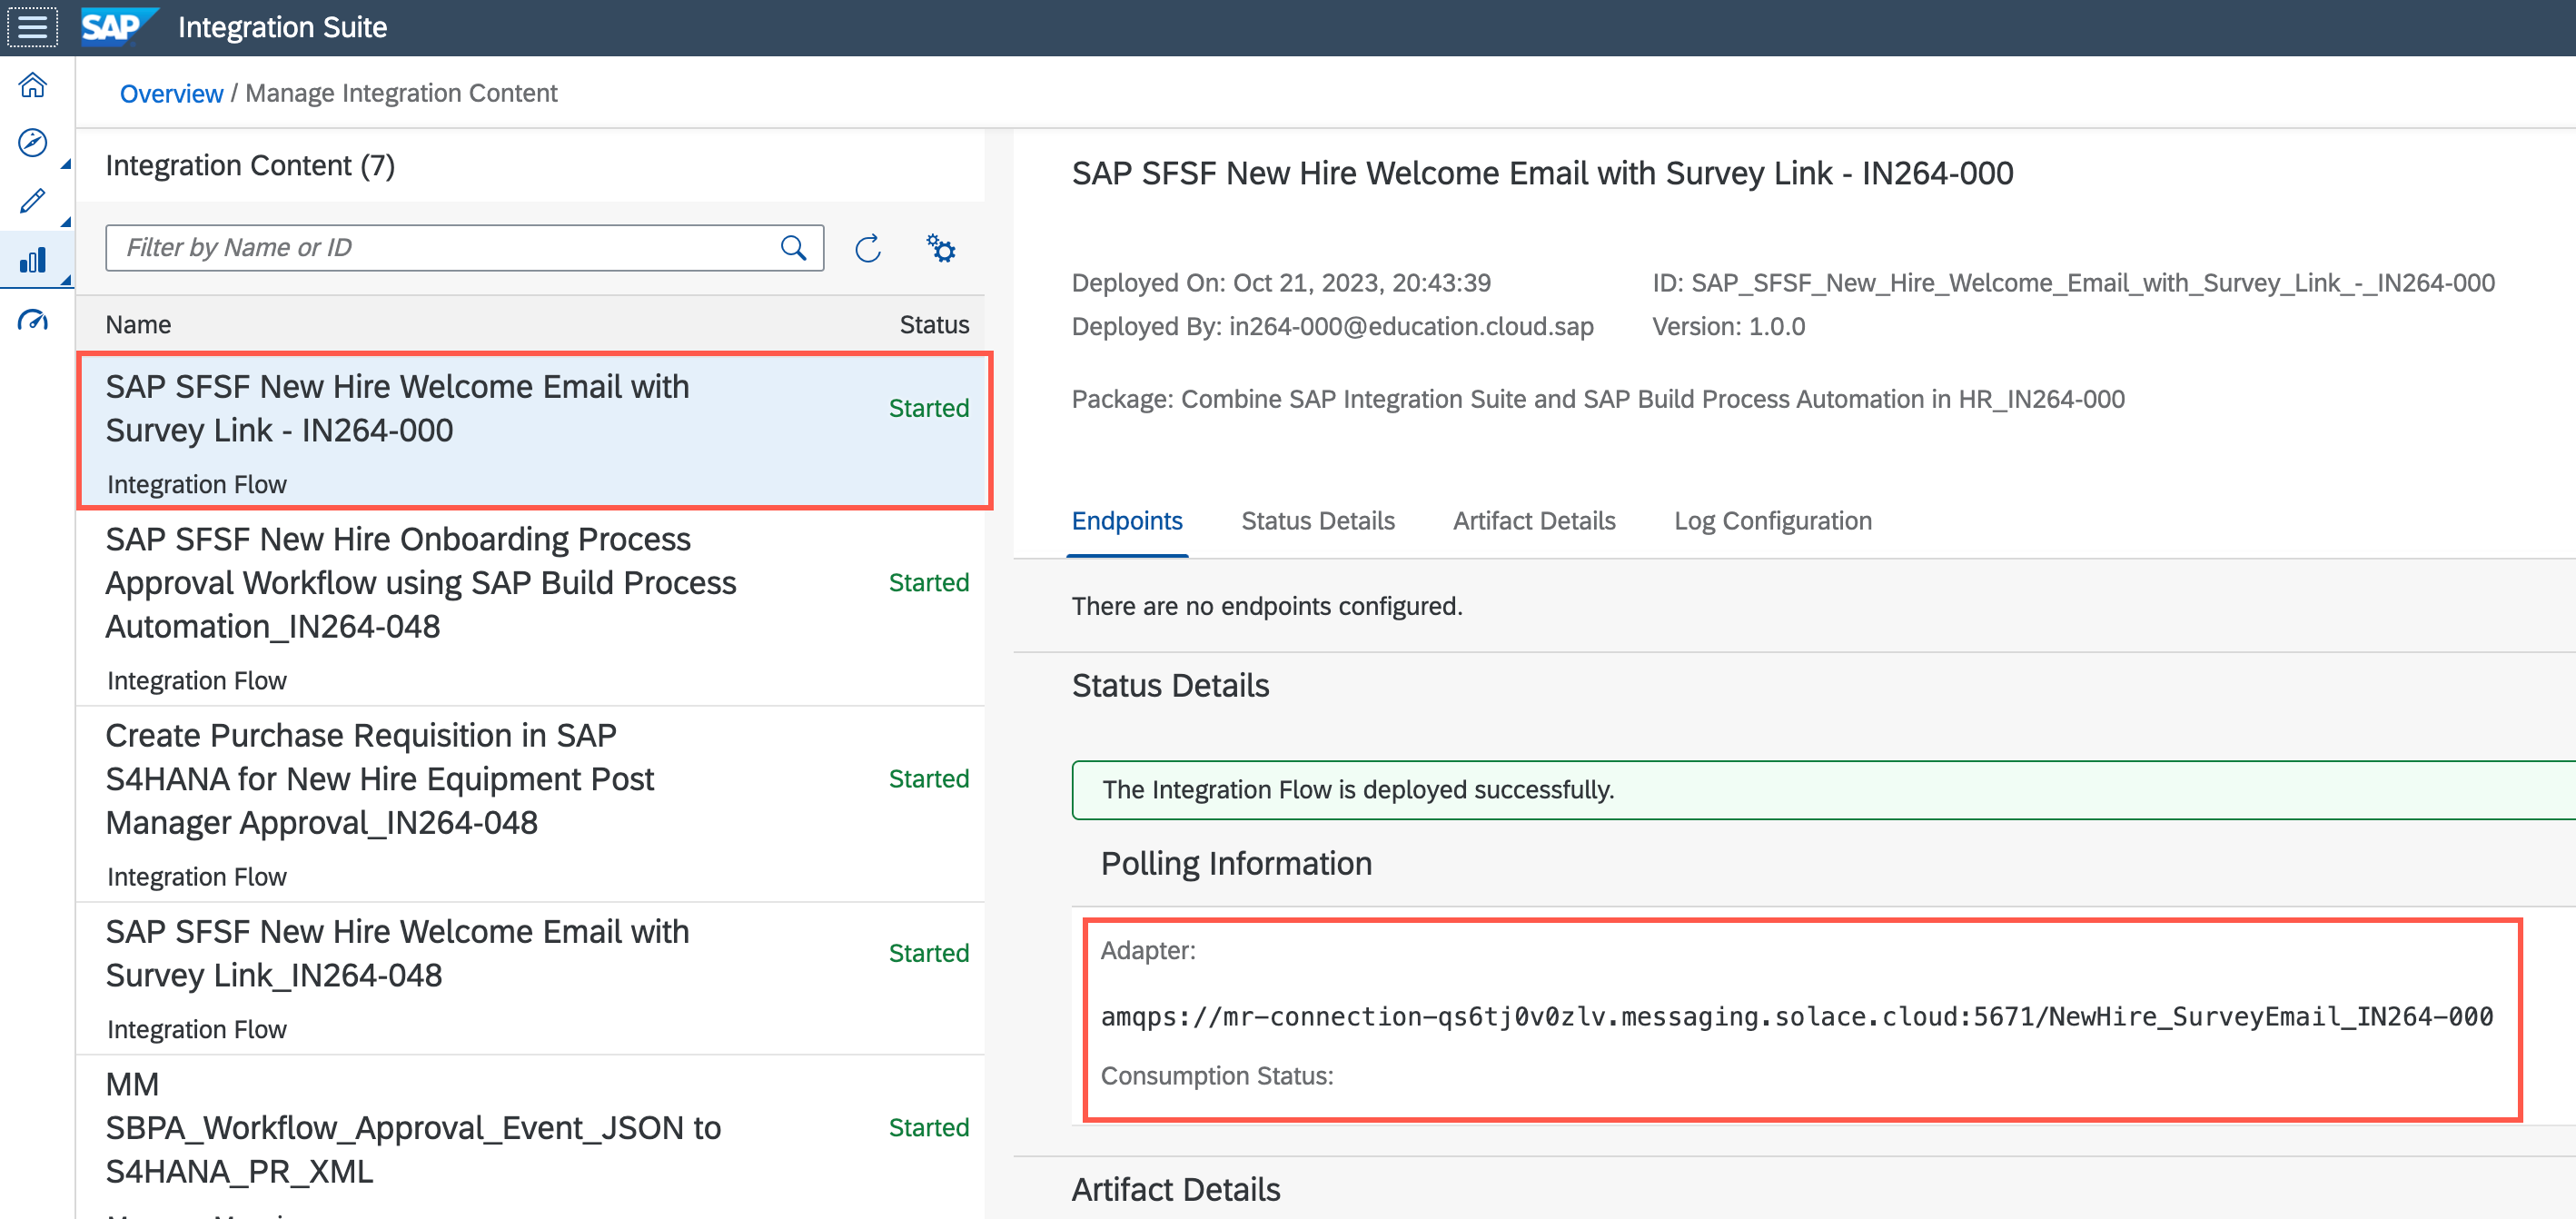 SAP Integration Suite
Overview / Manage Integration Content
Integration Content (7)
Filter by Name or ID
Name Status
SAP SFSF New Hire Welcome Email with
Survey Link - IN264-000
Started
Integration Flow
SAP SFSF New Hire Onboarding Process
Approval Workflow using SAP Build Process
Automation_IN264-048
Started
Integration Flow
Create Purchase Requisition in SAP
S4HANA for New Hire Equipment Post
Manager Approval_IN264-048
Started
Integration Flow
SAP SFSF New Hire Welcome Email with
Survey Link_IN264-048
Started
Integration Flow
MM
SBPA_Workflow_Approval_Event_JSON to
S4HANA_PR_XML
Started
SAP SFSF New Hire Welcome Email with Survey Link - IN264-000
Deployed On: Oct 21, 2023, 20:43:39
ID: SAP_SFSF_New_Hire_Welcome_Email_with_Survey_Link_-_IN264-000
Deployed By: in264-000@education.cloud.sap
Version: 1.0.0
Package: Combine SAP Integration Suite and SAP Build Process Automation in HR_IN264-000
Endpoints Status Details Artifact Details Log Configuration
There are no endpoints configured.
Status Details
The Integration Flow is deployed successfully.
Polling Information
Adapter:
amqps://mr-connection-qs6tj0v0zlv.messaging.solace.cloud:5671/NewHire_SurveyEmail_IN264-000
Consumption Status:
Artifact Details